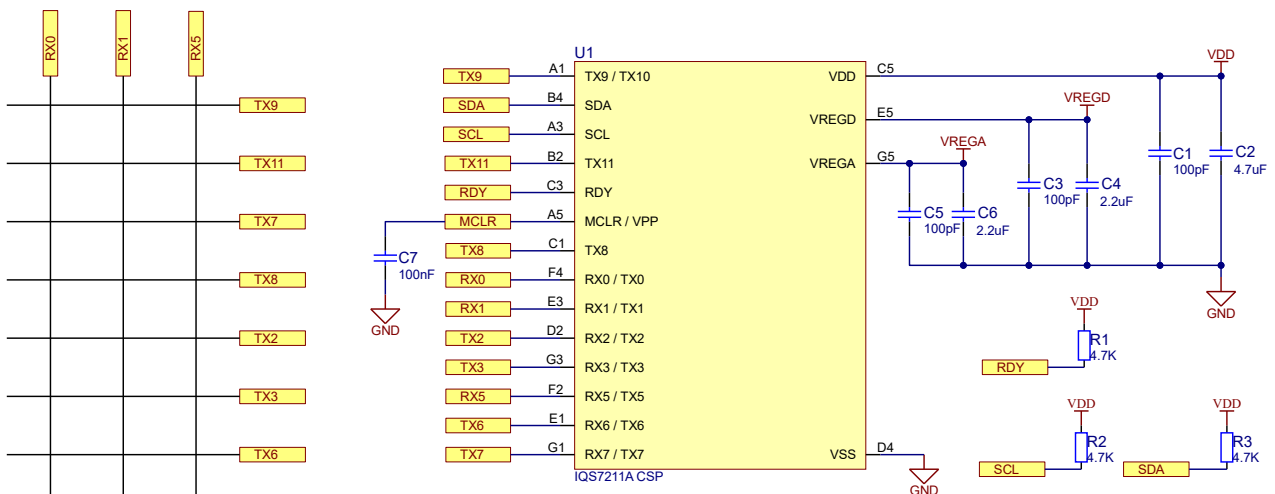 RX0
RX1
RX5
TX9
TX11
TX7
TX8
TX2
TX3
TX6
U1
TX9 A1 TX9 / TX10
SDA B4 SDA
SCL A3 SCL
TX11 B2 TX11
RDY C3 RDY
MCLR A5 MCLR / VPP
TX8 C1 TX8
RX0 F4 RX0 / TX0
RX1 E3 RX1 / TX1
TX2 D2 RX2 / TX2
TX3 G3 RX3 / TX3
RX5 F2 RX5 / TX5
TX6 E1 RX6 / TX6
TX7 G1 RX7 / TX7
IQS7211A CSP
C7
100nF
GND
VDD C5
VREGD E5
VREGA G5
VSS D4
GND
VDD
VREGD
VREGA
C1
100pF
C2
4.7uF
C3
100pF
C4
2.2uF
C5
100pF
C6
2.2uF
GND
VDD
R1
4.7K
RDY
VDD
R2
4.7K
SCL
VDD
R3
4.7K
SDA